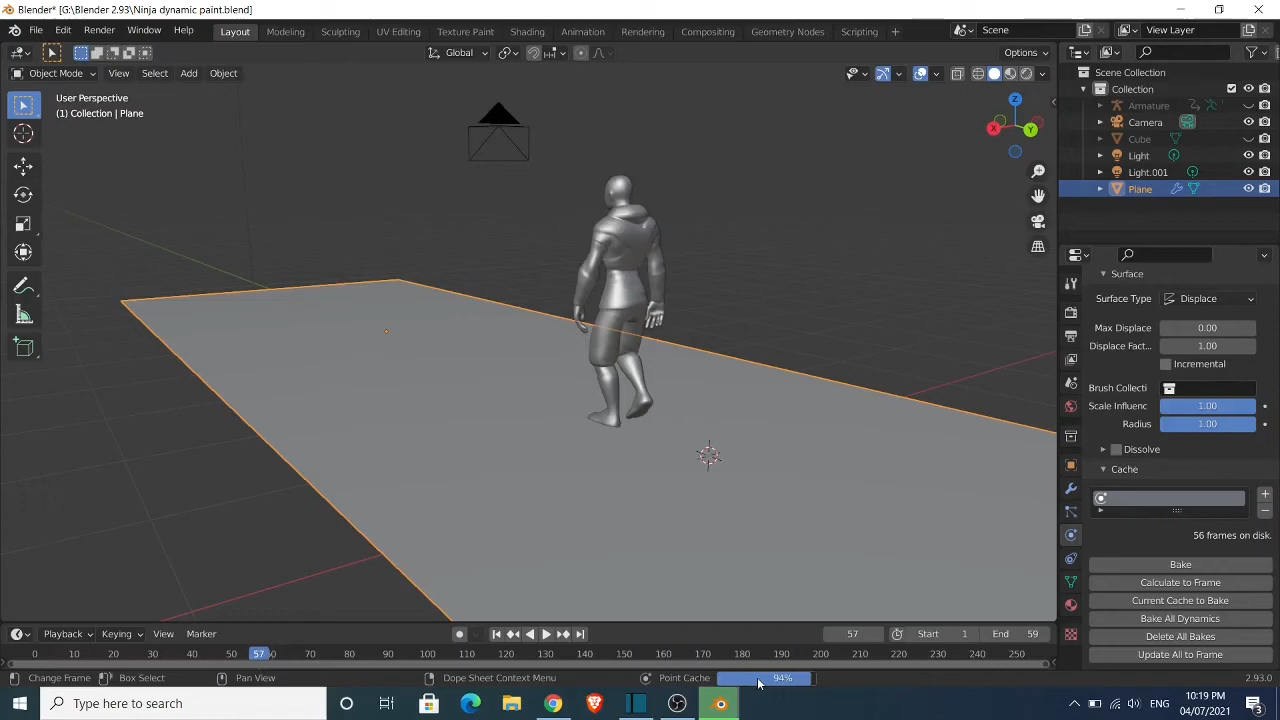 Blender* [G:\Blender 2.93\Ninja dynamic paint.blend]
File Edit Render Window Help Layout Modeling Sculpting UV Editing Texture Paint Shading Animation Rendering Compositing Geometry Nodes Scripting + Scene View Layer
Global Options
Object Mode View Select Add Object
User Perspective
(1) Collection | Plane
X Y Z
Scene Collection
Collection
Armature
Camera
Cube
Light
Light.001
Plane
Surface
Surface Type Displace
Max Displace 0.00
Displace Fact... 1.00
Incremental
Brush Collecti
Scale Influenc 1.00
Radius 1.00
Dissolve
Cache
56 frames on disk.
Bake
Calculate to Frame
Current Cache to Bake
Bake All Dynamics
Delete All Bakes
Update All to Frame
Playback Keying View Marker 57 Start 1 End 59
0 10 20 30 40 50 57 70 80 90 100 110 120 130 140 150 160 170 180 190 200 210 220 230 240 250
Change Frame Box Select Pan View Dope Sheet Context Menu Point Cache 94% 2.93.0
Type here to search
ENG
10:19 PM
04/07/2021
3